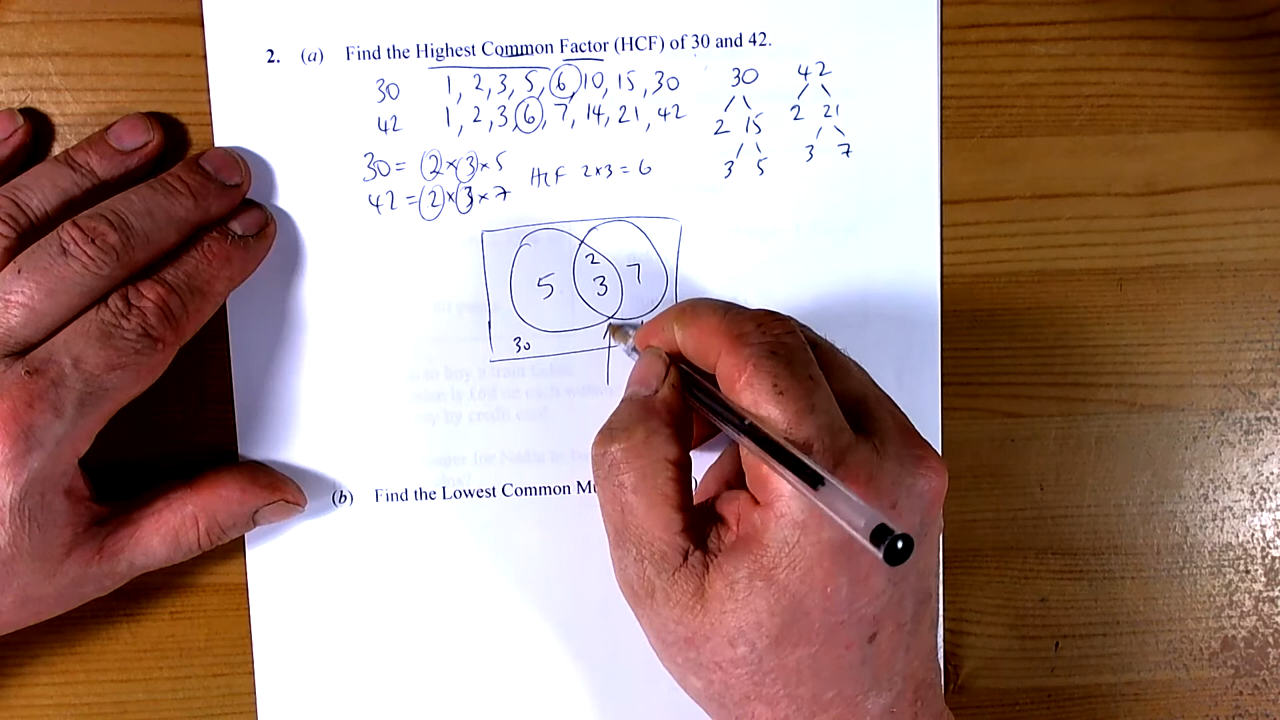 2. (a) Find the Highest Common Factor (HCF) of 30 and 42.
30 1, 2, 3, 5, 6, 10, 15, 30
42 1, 2, 3, 6, 7, 14, 21, 42
30 = 2 × 3 × 5
42 = 2 × 3 × 7
HCF 2 × 3 = 6
30
2 15
3 5
42
2 21
3 7
5 2 3 7
30
(b) Find the Lowest Common